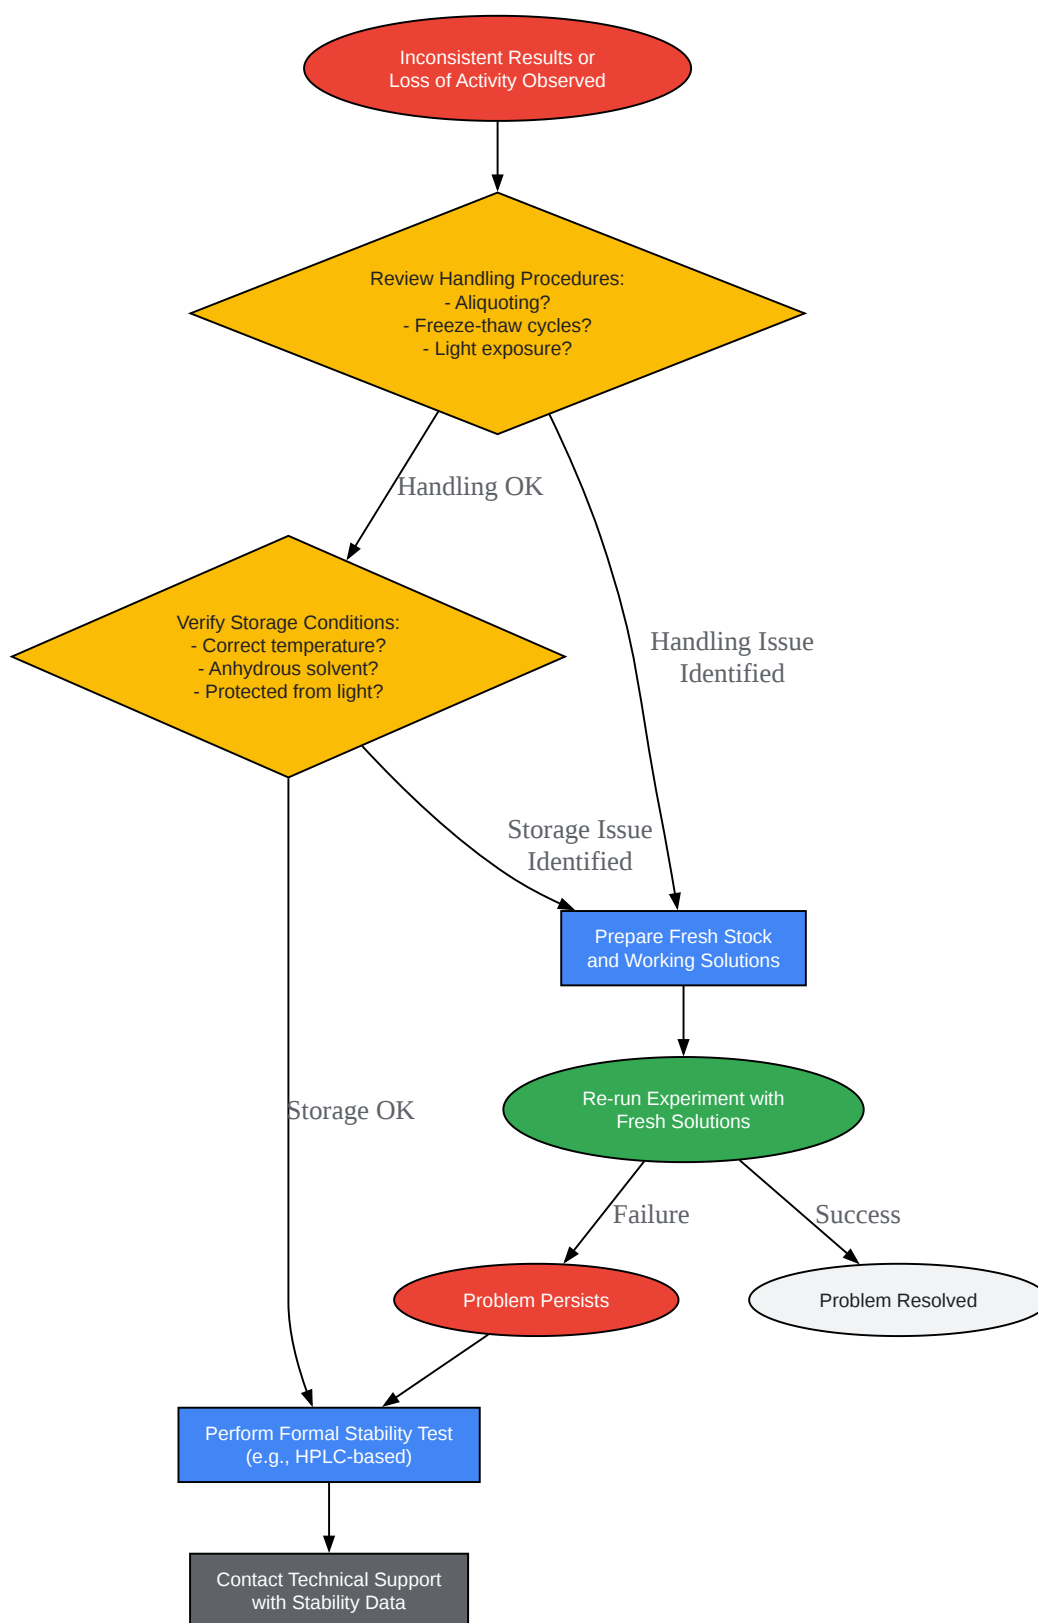 Inconsistent Results or
Loss of Activity Observed
Review Handling Procedures:
- Aliquoting?
- Freeze-thaw cycles?
- Light exposure?
Handling OK
Verify Storage Conditions:
- Correct temperature?
- Anhydrous solvent?
- Protected from light?
Handling Issue
Identified
Storage Issue
Identified
Prepare Fresh Stock
and Working Solutions
Re-run Experiment with
Fresh Solutions
Storage OK
Failure
Success
Problem Persists
Problem Resolved
Perform Formal Stability Test
(e.g., HPLC-based)
Contact Technical Support
with Stability Data